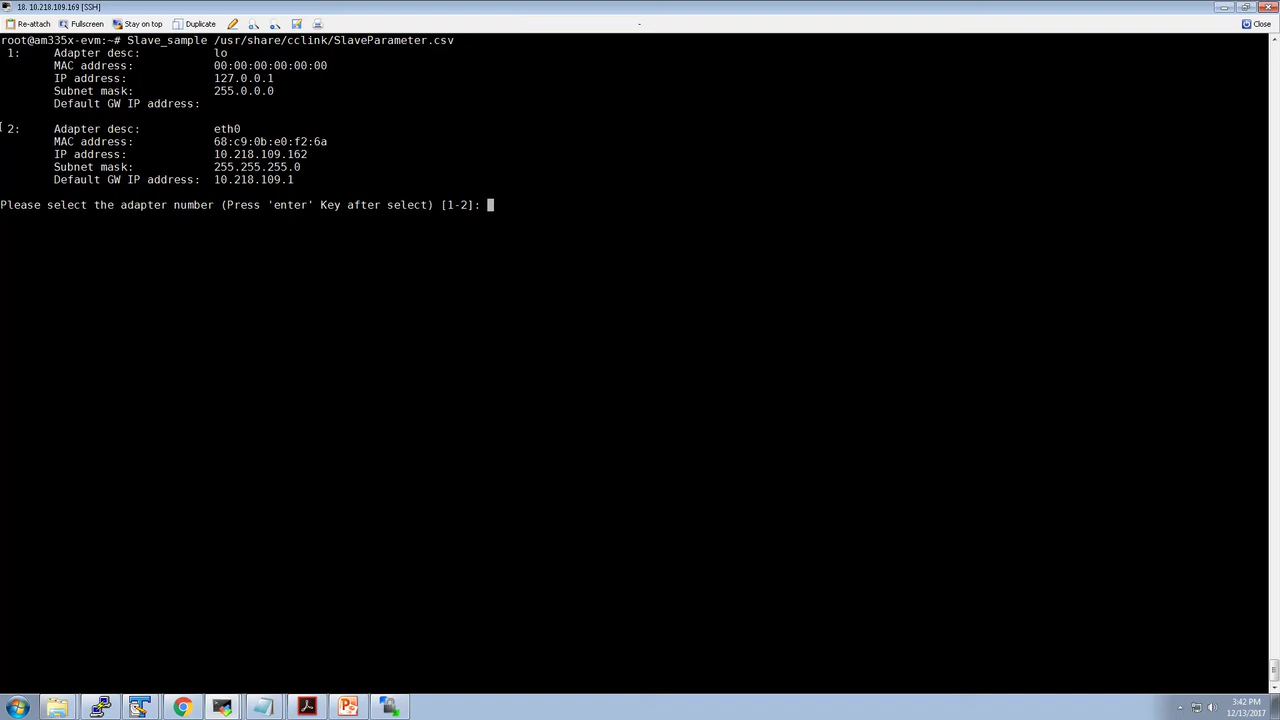 18. 10.218.109.169 [SSH]
Re-attach Fullscreen Stay on top Duplicate - Close
root@am335x-evm:~# Slave_sample /usr/share/cclink/SlaveParameter.csv
1: Adapter desc: lo
MAC address: 00:00:00:00:00:00
IP address: 127.0.0.1
Subnet mask: 255.0.0.0
Default GW IP address:
2: Adapter desc: eth0
MAC address: 68:c9:0b:e0:f2:6a
IP address: 10.218.109.162
Subnet mask: 255.255.255.0
Default GW IP address: 10.218.109.1
Please select the adapter number (Press 'enter' Key after select) [1-2]:
3:42 PM
12/13/2017